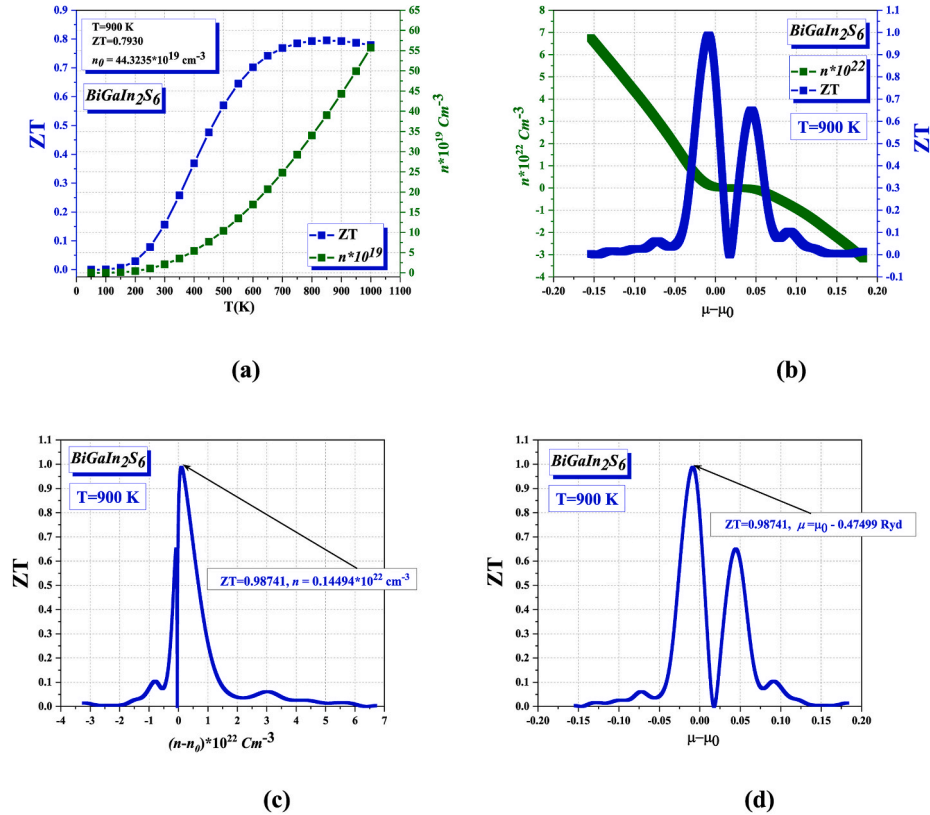 T=900 K
ZT=0.7930
n0 = 44.3235*10^19 cm^-3
BiGaIn2S6
ZT
n*10^19
0.9
0.8
0.7
0.6
0.5
0.4
0.3
0.2
0.1
0.0
ZT
65
60
55
50
45
40
35
30
25
20
15
10
5
0
n*10^19 Cm^-3
0 100 200 300 400 500 600 700 800 900 1000 1100
T(K)
(a)
BiGaIn2S6
n*10^22
ZT
T=900 K
8
7
6
5
4
3
2
1
0
-1
-2
-3
-4
n*10^22 Cm^-3
1.1
1.0
0.9
0.8
0.7
0.6
0.5
0.4
0.3
0.2
0.1
0.0
-0.1
ZT
-0.20 -0.15 -0.10 -0.05 0.00 0.05 0.10 0.15 0.20
μ−μ0
(b)
BiGaIn2S6
T=900 K
ZT=0.98741, n = 0.14494*10^22 cm^-3
1.1
1.0
0.9
0.8
0.7
0.6
0.5
0.4
0.3
0.2
0.1
0.0
ZT
-4 -3 -2 -1 0 1 2 3 4 5 6 7
(n-n0)*10^22 Cm^-3
(c)
BiGaIn2S6
T=900 K
ZT=0.98741, μ=μ0 - 0.47499 Ryd
1.1
1.0
0.9
0.8
0.7
0.6
0.5
0.4
0.3
0.2
0.1
0.0
ZT
-0.20 -0.15 -0.10 -0.05 0.00 0.05 0.10 0.15 0.20
μ−μ0
(d)